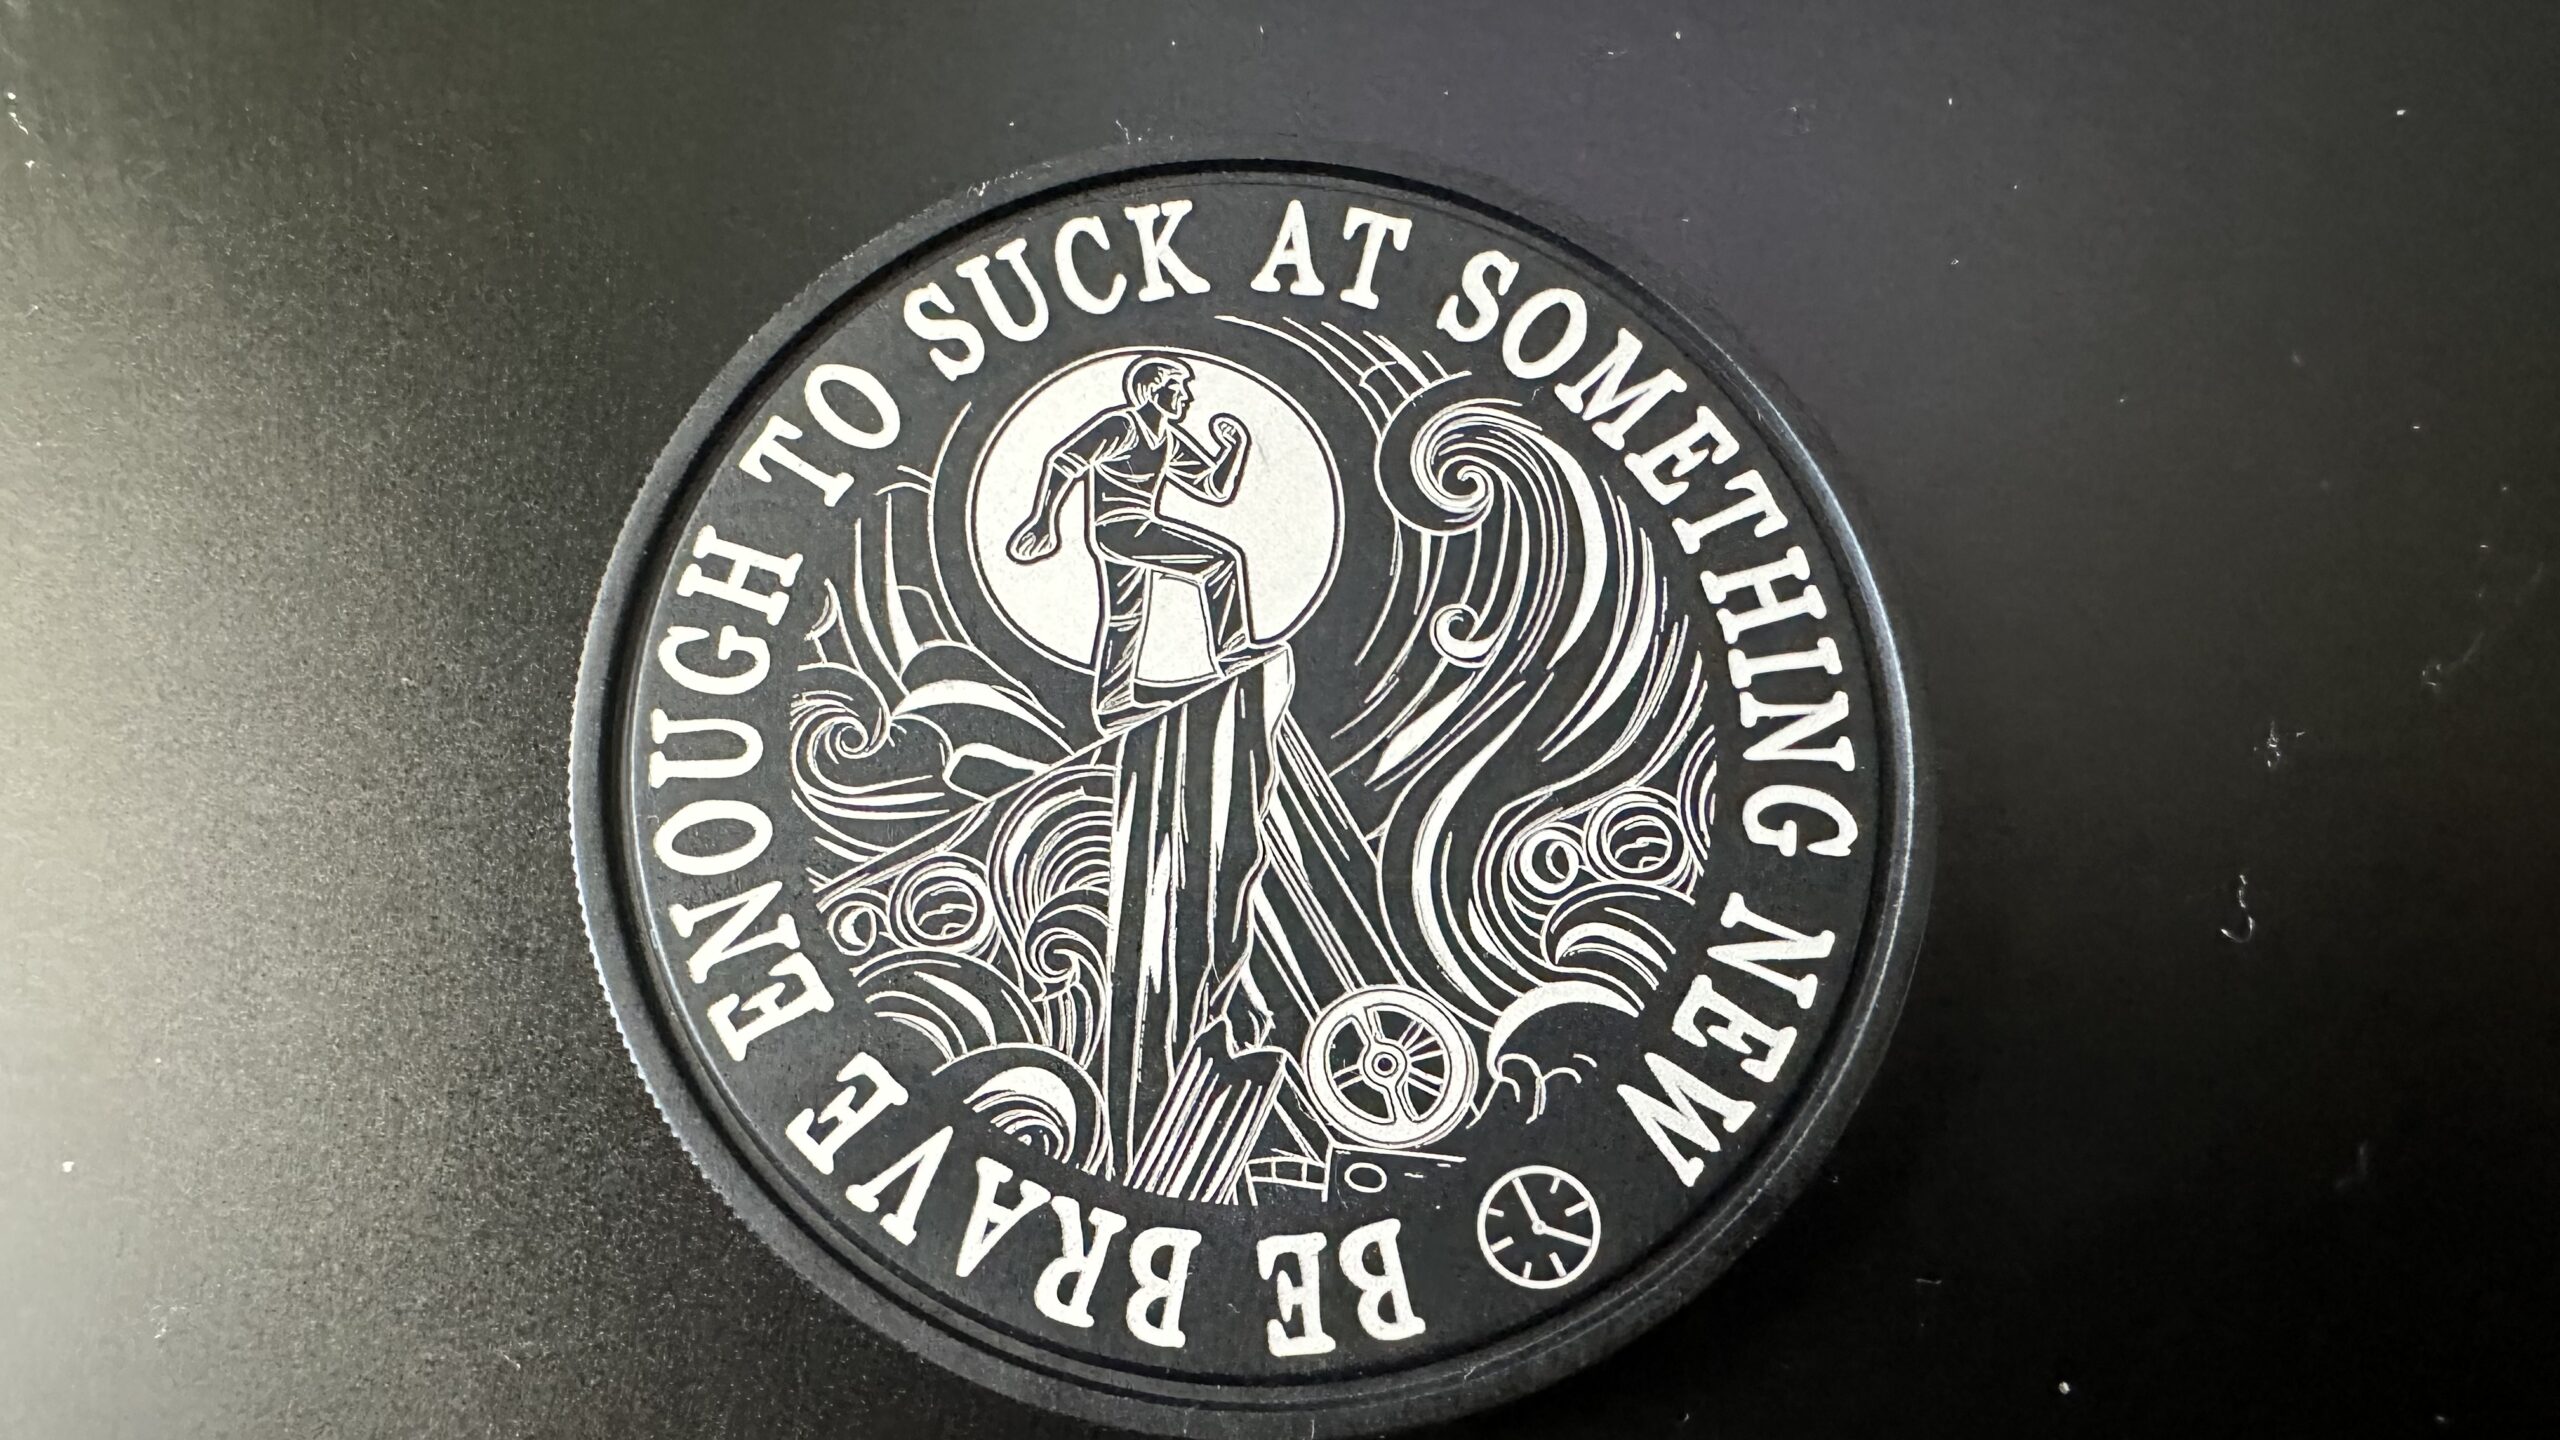 BE BRAVE ENOUGH TO SUCK AT SOMETHING NEW